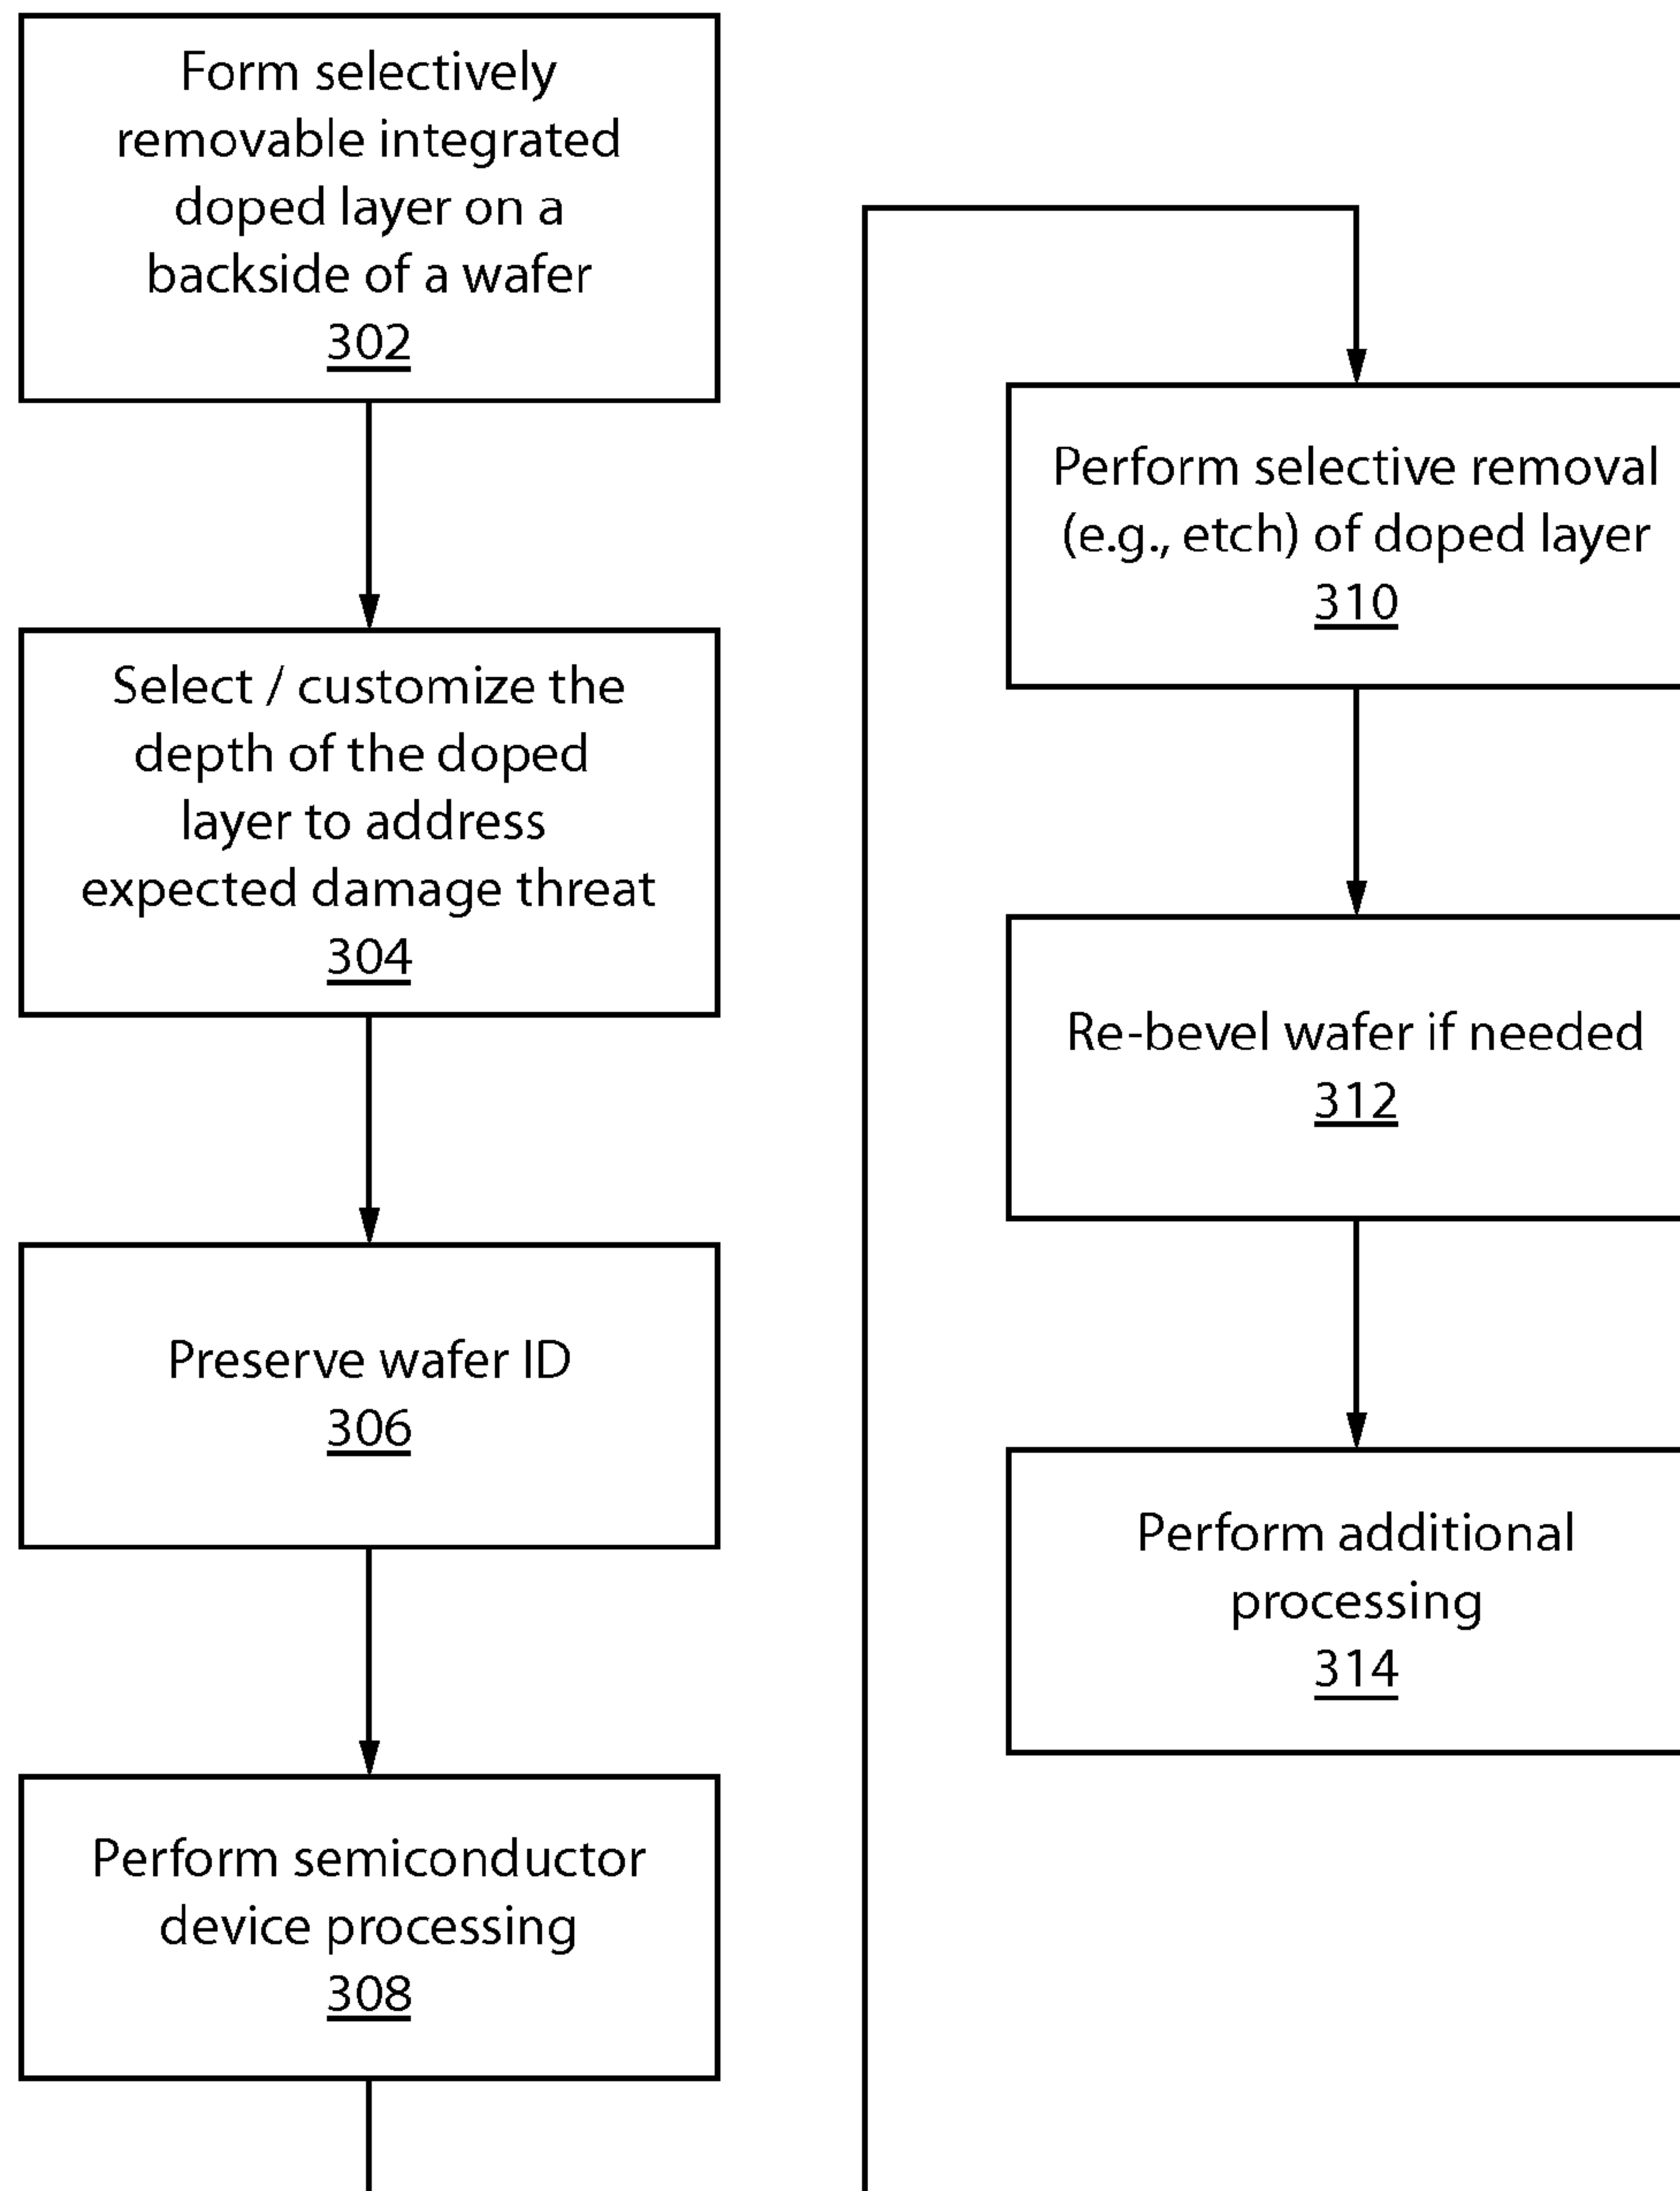 Form selectively
removable integrated
doped layer on a
backside of a wafer
302
Select / customize the
depth of the doped
layer to address
expected damage threat
304
Preserve wafer ID
306
Perform semiconductor
device processing
308
Perform selective removal
(e.g., etch) of doped layer
310
Re-bevel wafer if needed
312
Perform additional
processing
314